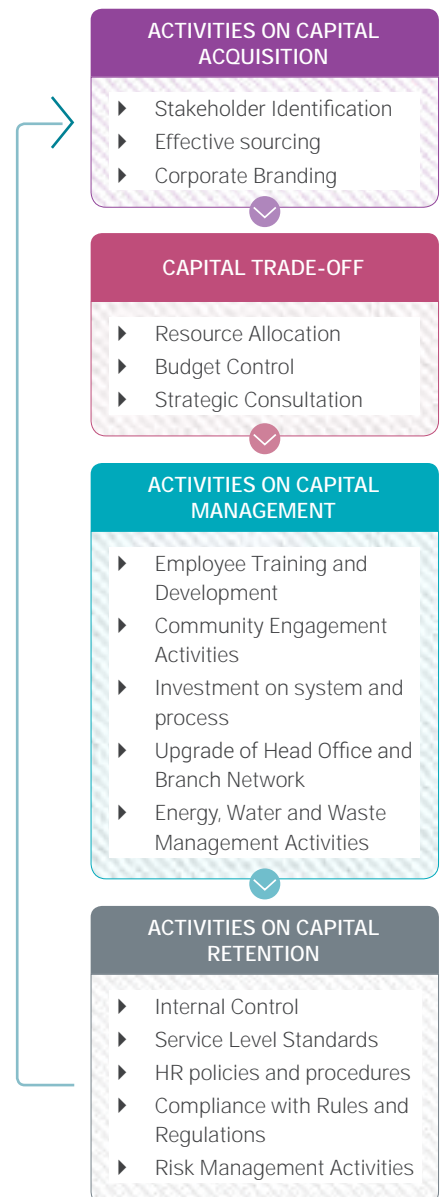 ACTIVITIES ON CAPITAL
ACQUISITION
Stakeholder Identification
Effective sourcing
Corporate Branding
CAPITAL TRADE-OFF
Resource Allocation
Budget Control
Strategic Consultation
ACTIVITIES ON CAPITAL
MANAGEMENT
Employee Training and
Development
Community Engagement
Activities
Investment on system and
process
Upgrade of Head Office and
Branch Network
Energy, Water and Waste
Management Activities
ACTIVITIES ON CAPITAL
RETENTION
Internal Control
Service Level Standards
HR policies and procedures
Compliance with Rules and
Regulations
Risk Management Activities